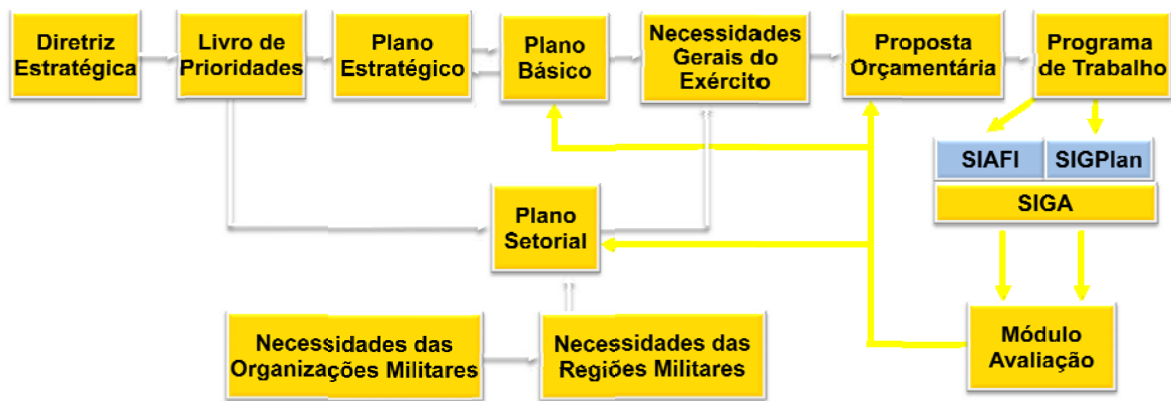 Diretriz
Estratégica
Livro de
Prioridades
Plano
Estratégico
Plano
Básico
Necessidades
Gerais do
Exército
Proposta
Orçamentária
Programa
de Trabalho
SIAFI
SIGPlan
SIGA
Plano
Setorial
Necessidades das
Organizações Militares
Necessidades das
Regiões Militares
Módulo
Avaliação